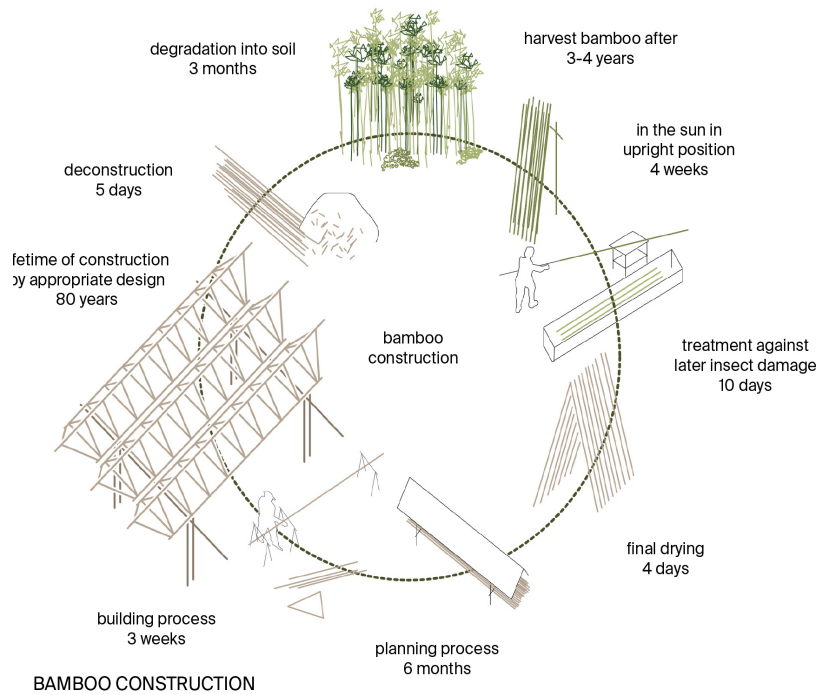 degradation into soil
3 months
harvest bamboo after
3-4 years
in the sun in
upright position
4 weeks
deconstruction
5 days
fetime of construction
by appropriate design
80 years
bamboo
construction
treatment against
later insect damage
10 days
final drying
4 days
building process
3 weeks
planning process
6 months
BAMBOO CONSTRUCTION